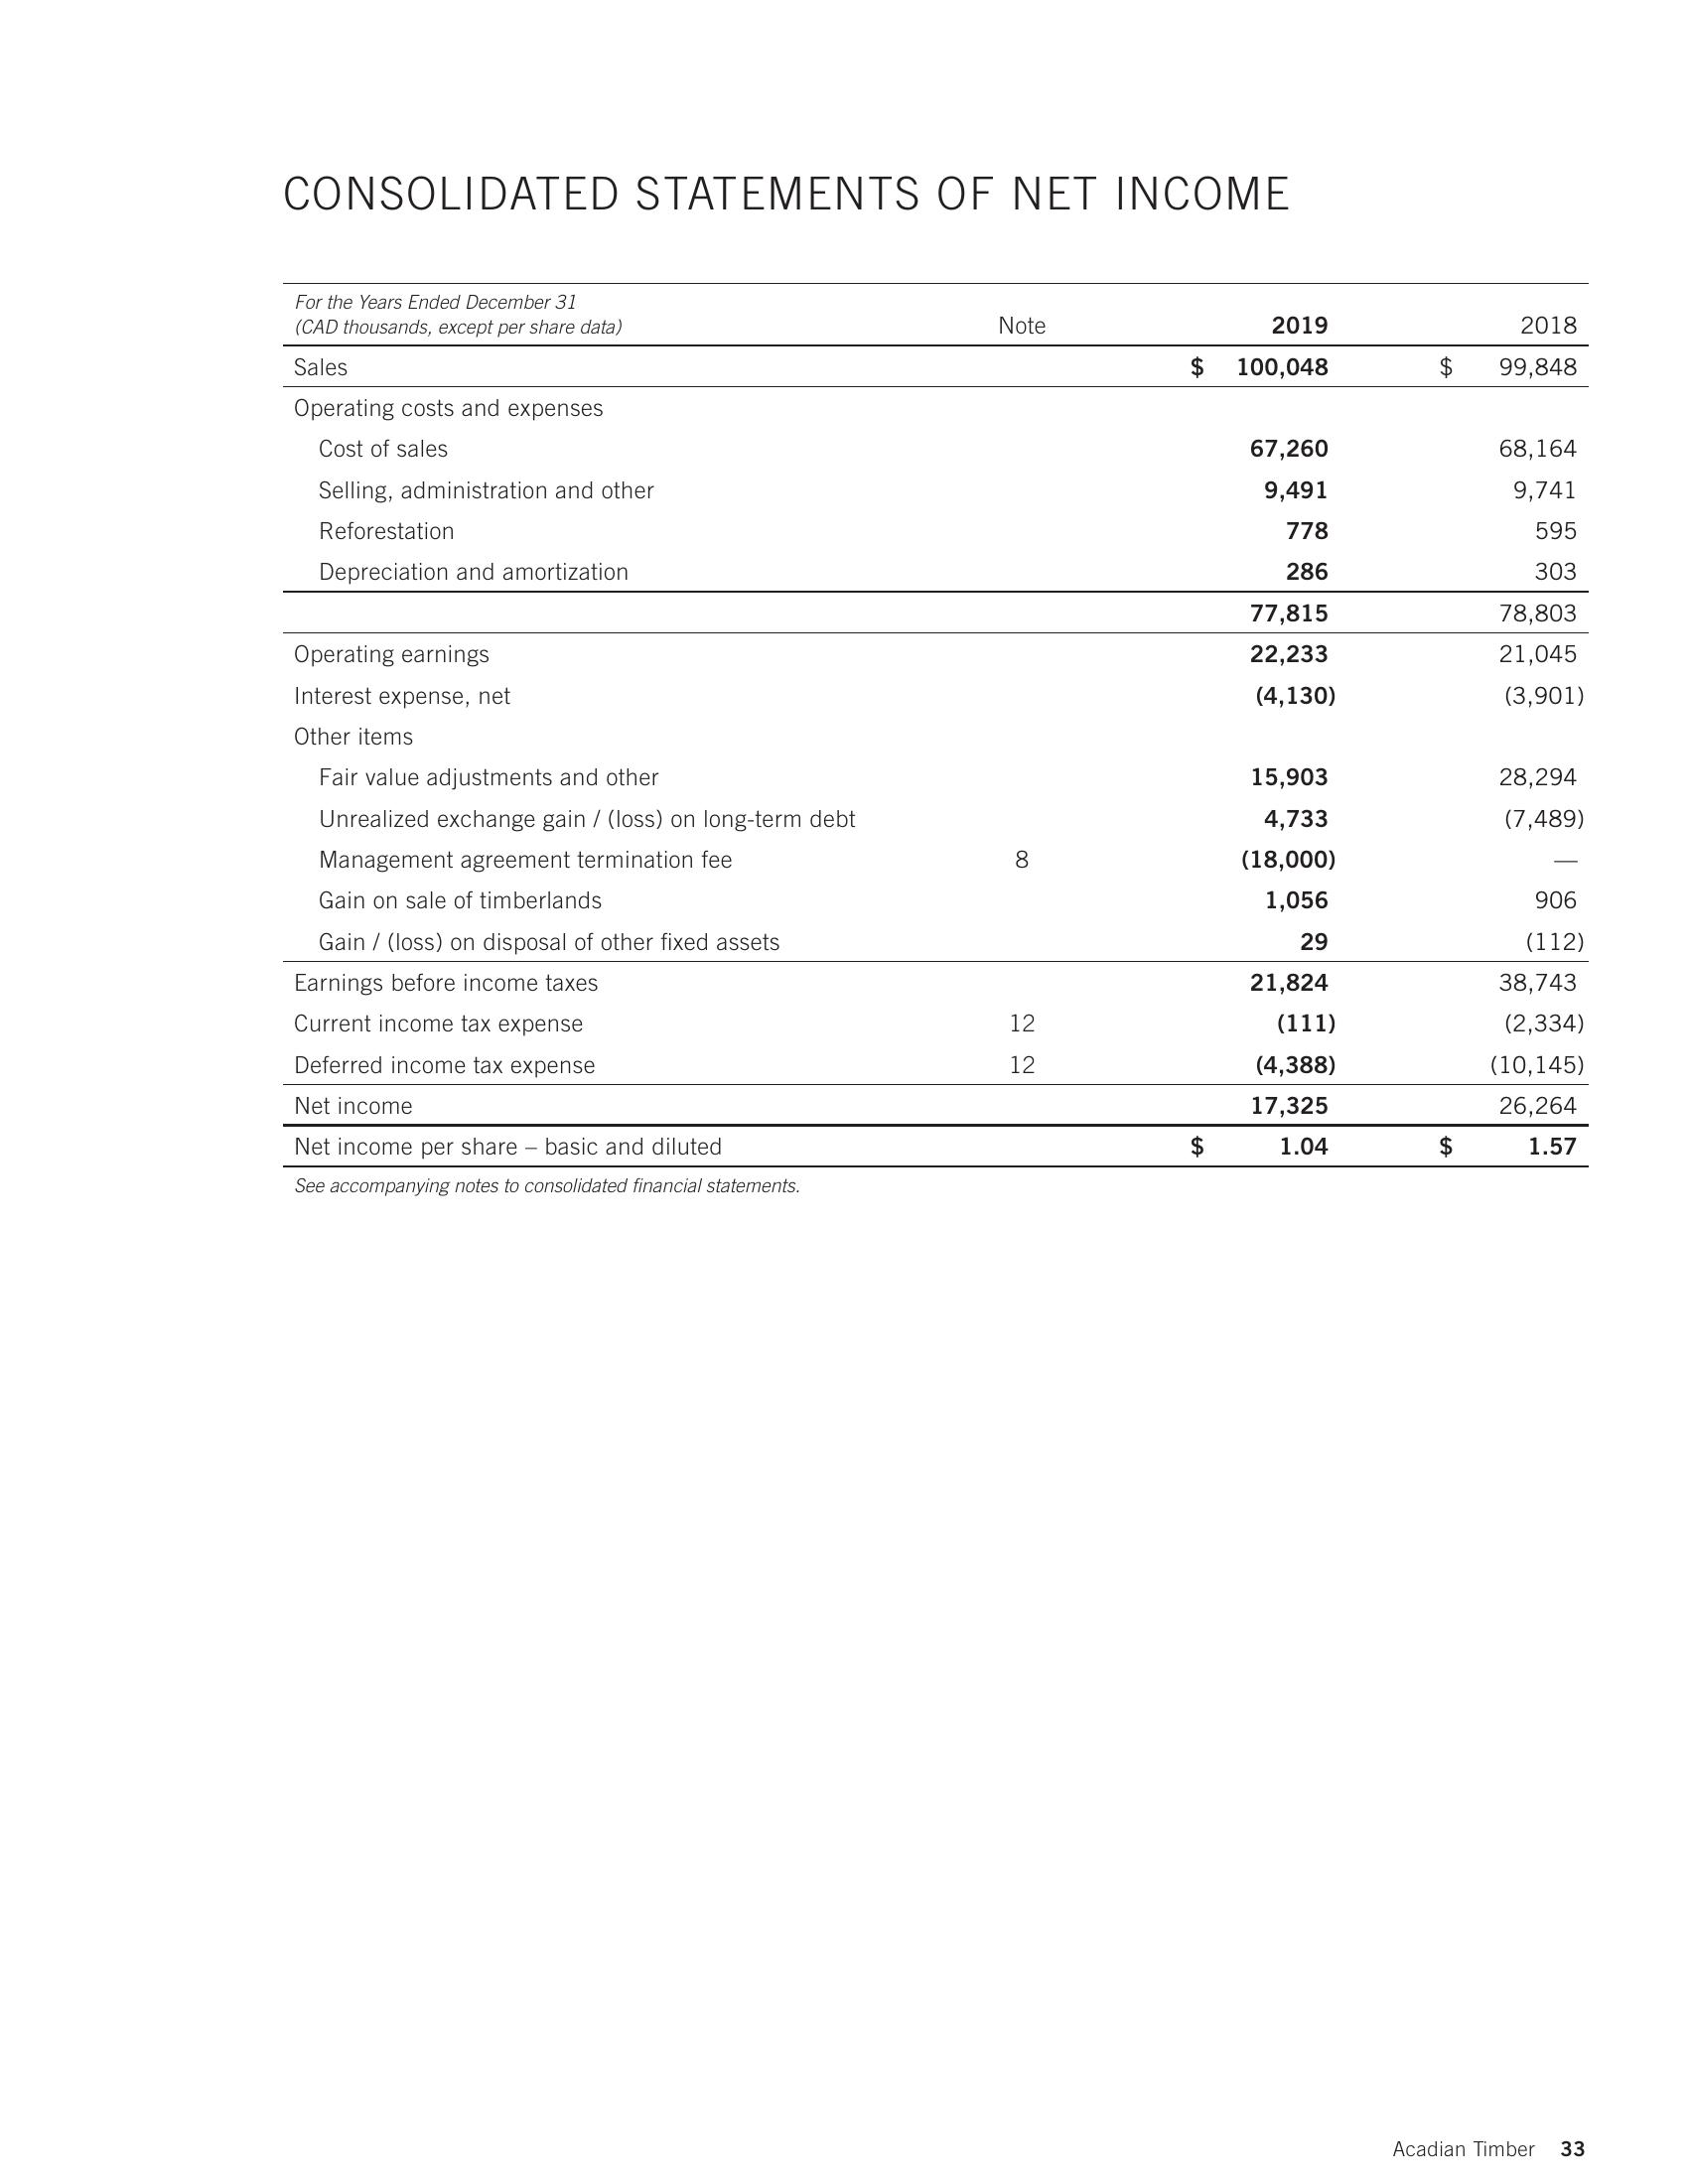 CONSOLIDATED STATEMENTS OF NET INCOME
For the Years Ended December 31
(CAD thousands, except per share data) Note 2019 2018
Sales $ 100,048 $ 99,848
Operating costs and expenses
Cost of sales 67,260 68,164
Selling, administration and other 9,491 9,741
Reforestation 778 595
Depreciation and amortization 286 303
77,815 78,803
Operating earnings 22,233 21,045
Interest expense, net (4,130) (3,901)
Other items
Fair value adjustments and other 15,903 28,294
Unrealized exchange gain / (loss) on long-term debt 4,733 (7,489)
Management agreement termination fee 8 (18,000) —
Gain on sale of timberlands 1,056 906
Gain / (loss) on disposal of other fixed assets 29 (112)
Earnings before income taxes 21,824 38,743
Current income tax expense 12 (111) (2,334)
Deferred income tax expense 12 (4,388) (10,145)
Net income 17,325 26,264
Net income per share – basic and diluted $ 1.04 $ 1.57
See accompanying notes to consolidated financial statements.
Acadian Timber 33